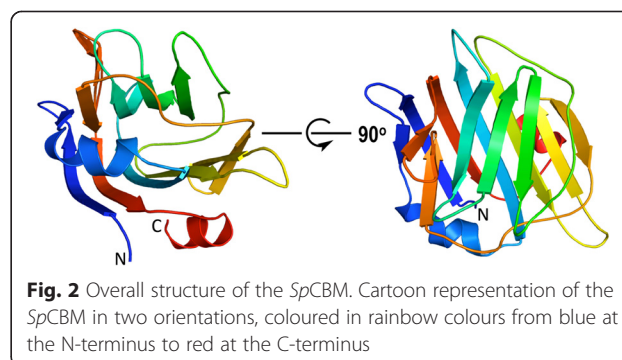 90º
C
N
N
Fig. 2 Overall structure of the SpCBM. Cartoon representation of the
SpCBM in two orientations, coloured in rainbow colours from blue at
the N-terminus to red at the C-terminus